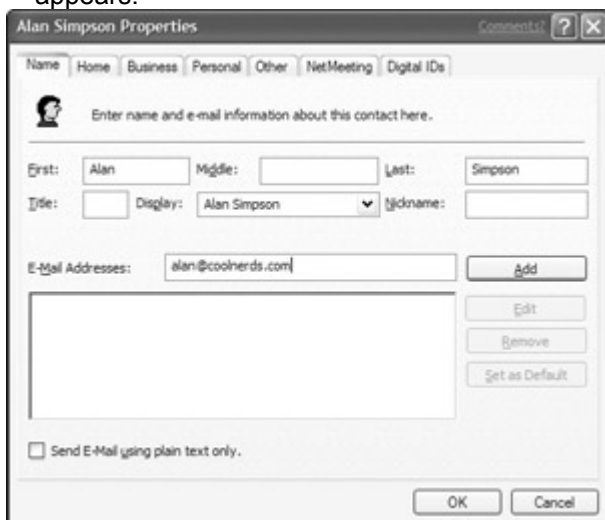 appears.
Alan Simpson Properties Comments? ? X
Name Home Business Personal Other NetMeeting Digital IDs
Enter name and e-mail information about this contact here.
First: Alan Middle: Last: Simpson
Title: Display: Alan Simpson Nickname:
E-Mail Addresses: alan@coolnerds.com Add
Edit
Remove
Set as Default
Send E-Mail using plain text only.
OK Cancel